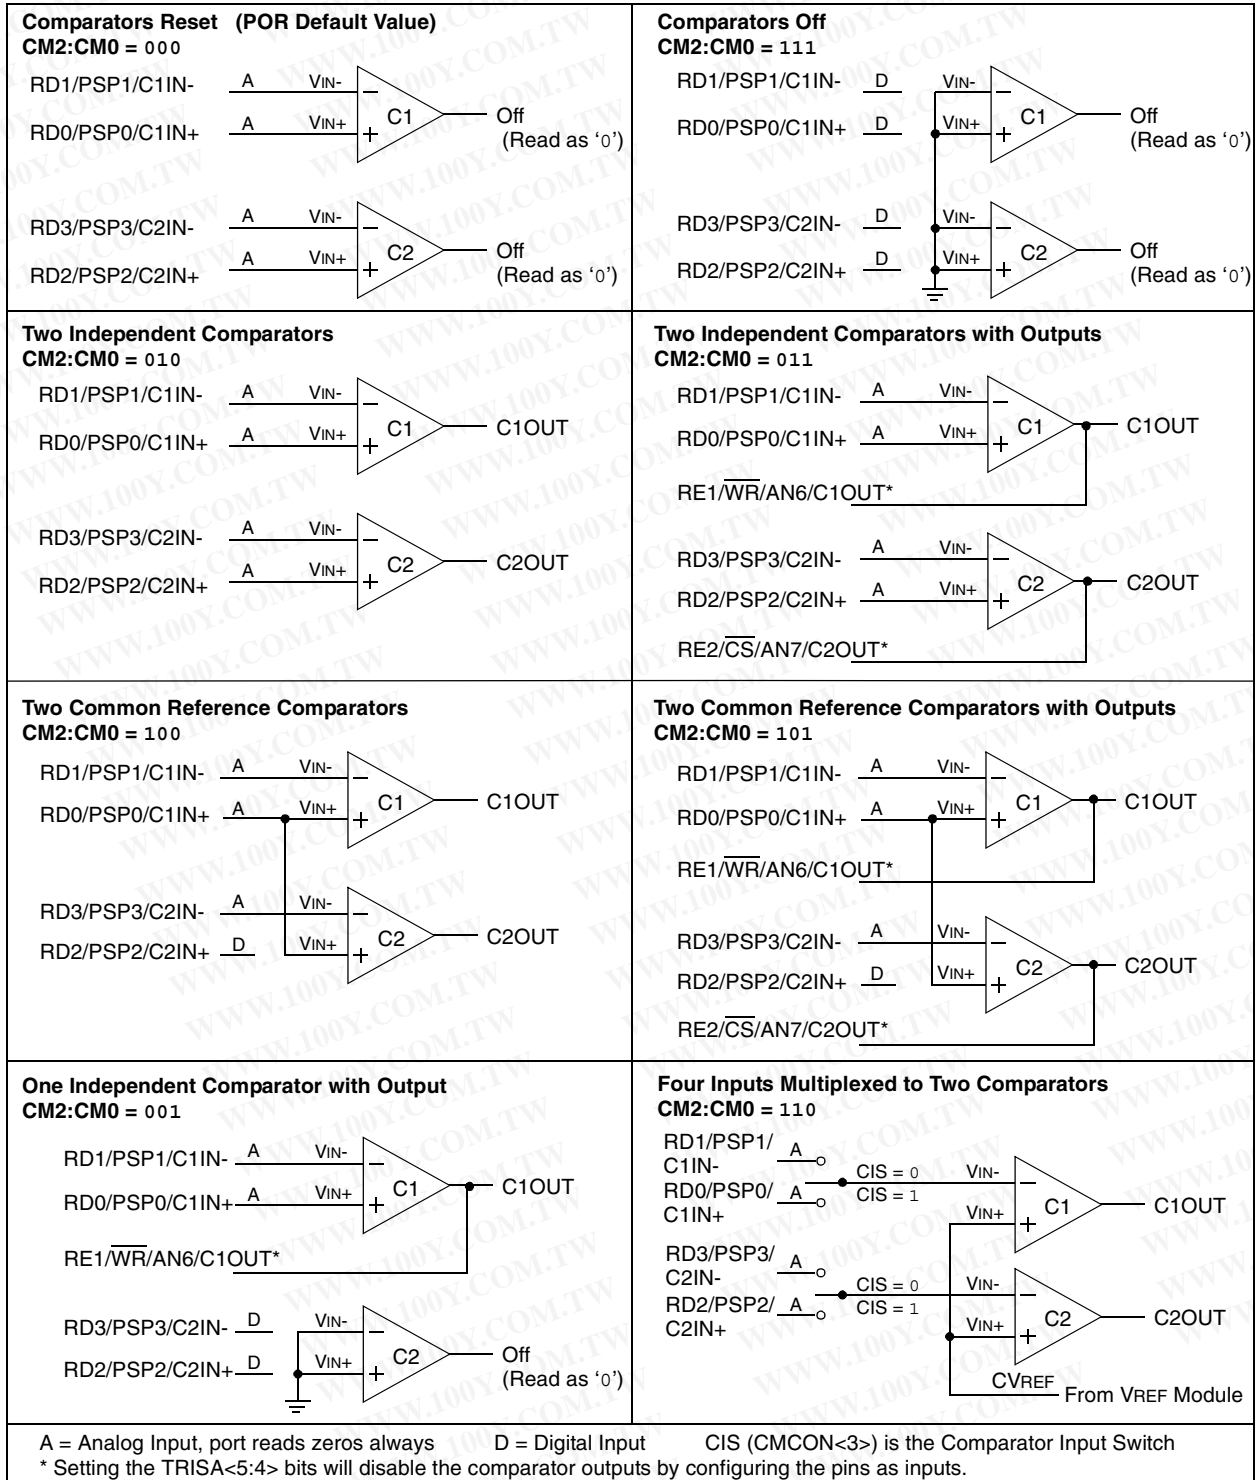 Comparators Reset (POR Default Value)
CM2:CM0 = 000
RD1/PSP1/C1IN- A VIN-
C1
Off
(Read as '0')
RD0/PSP0/C1IN+ A VIN+
RD3/PSP3/C2IN- A VIN-
C2
Off
(Read as '0')
RD2/PSP2/C2IN+ A VIN+
Comparators Off
CM2:CM0 = 111
RD1/PSP1/C1IN- D VIN-
C1
Off
(Read as '0')
RD0/PSP0/C1IN+ D VIN+
RD3/PSP3/C2IN- D VIN-
C2
Off
(Read as '0')
RD2/PSP2/C2IN+ D VIN+
Two Independent Comparators
CM2:CM0 = 010
RD1/PSP1/C1IN- A VIN-
C1 C1OUT
RD0/PSP0/C1IN+ A VIN+
RD3/PSP3/C2IN- A VIN-
C2 C2OUT
RD2/PSP2/C2IN+ A VIN+
Two Independent Comparators with Outputs
CM2:CM0 = 011
RD1/PSP1/C1IN- A VIN-
C1 C1OUT
RD0/PSP0/C1IN+ A VIN+
RE1/WR/AN6/C1OUT*
RD3/PSP3/C2IN- A VIN-
C2 C2OUT
RD2/PSP2/C2IN+ A VIN+
RE2/CS/AN7/C2OUT*
Two Common Reference Comparators
CM2:CM0 = 100
RD1/PSP1/C1IN- A VIN-
C1 C1OUT
RD0/PSP0/C1IN+ A VIN+
RD3/PSP3/C2IN- A VIN-
C2 C2OUT
RD2/PSP2/C2IN+ D VIN+
Two Common Reference Comparators with Outputs
CM2:CM0 = 101
RD1/PSP1/C1IN- A VIN-
C1 C1OUT
RD0/PSP0/C1IN+ A VIN+
RE1/WR/AN6/C1OUT*
RD3/PSP3/C2IN- A VIN-
C2 C2OUT
RD2/PSP2/C2IN+ D VIN+
RE2/CS/AN7/C2OUT*
One Independent Comparator with Output
CM2:CM0 = 001
RD1/PSP1/C1IN- A VIN-
C1 C1OUT
RD0/PSP0/C1IN+ A VIN+
RE1/WR/AN6/C1OUT*
RD3/PSP3/C2IN- D VIN-
C2
Off
(Read as '0')
RD2/PSP2/C2IN+ D VIN+
Four Inputs Multiplexed to Two Comparators
CM2:CM0 = 110
RD1/PSP1/
C1IN- A
CIS = 0 VIN-
RD0/PSP0/
C1IN+ A
CIS = 1
VIN+
C1 C1OUT
RD3/PSP3/
C2IN- A
CIS = 0 VIN-
RD2/PSP2/
C2IN+ A
CIS = 1
VIN+
C2 C2OUT
CVREF
From VREF Module
A = Analog Input, port reads zeros always D = Digital Input CIS (CMCON<3>) is the Comparator Input Switch
* Setting the TRISA<5:4> bits will disable the comparator outputs by configuring the pins as inputs.
WWW.100Y.COM.TW